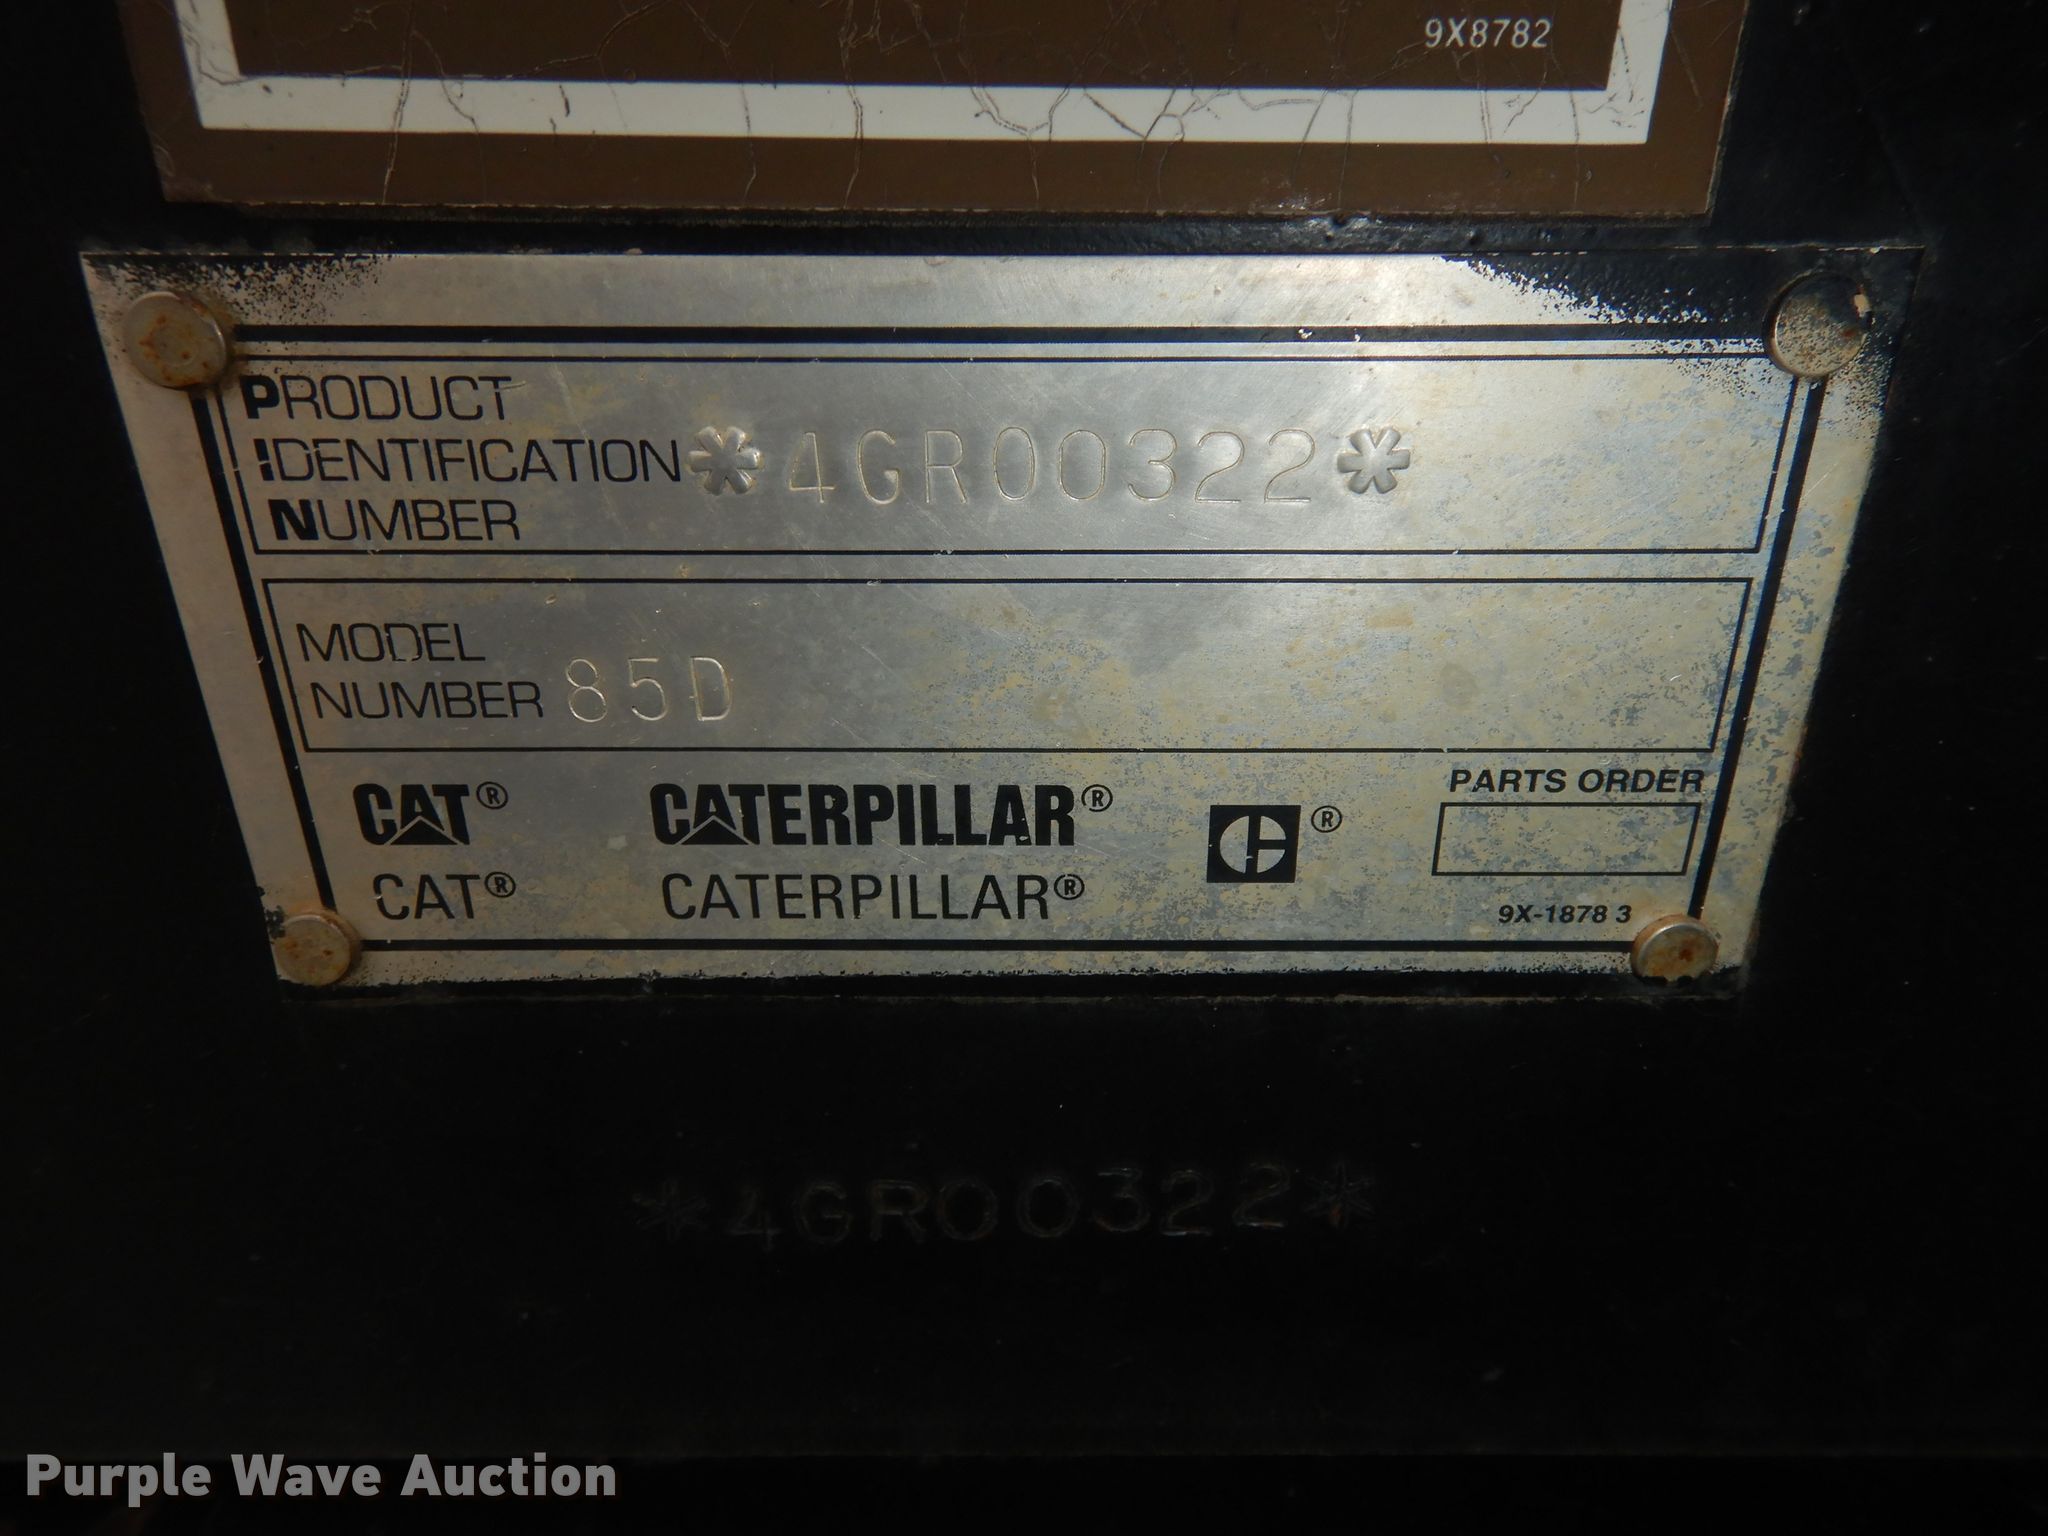 9X8782
PRODUCT
IDENTIFICATION *4GR00322*
NUMBER
MODEL
NUMBER 85D
CAT® CATERPILLAR® ®
CAT® CATERPILLAR®
PARTS ORDER
9X-1878 3
*4GR00322*
Purple Wave Auction